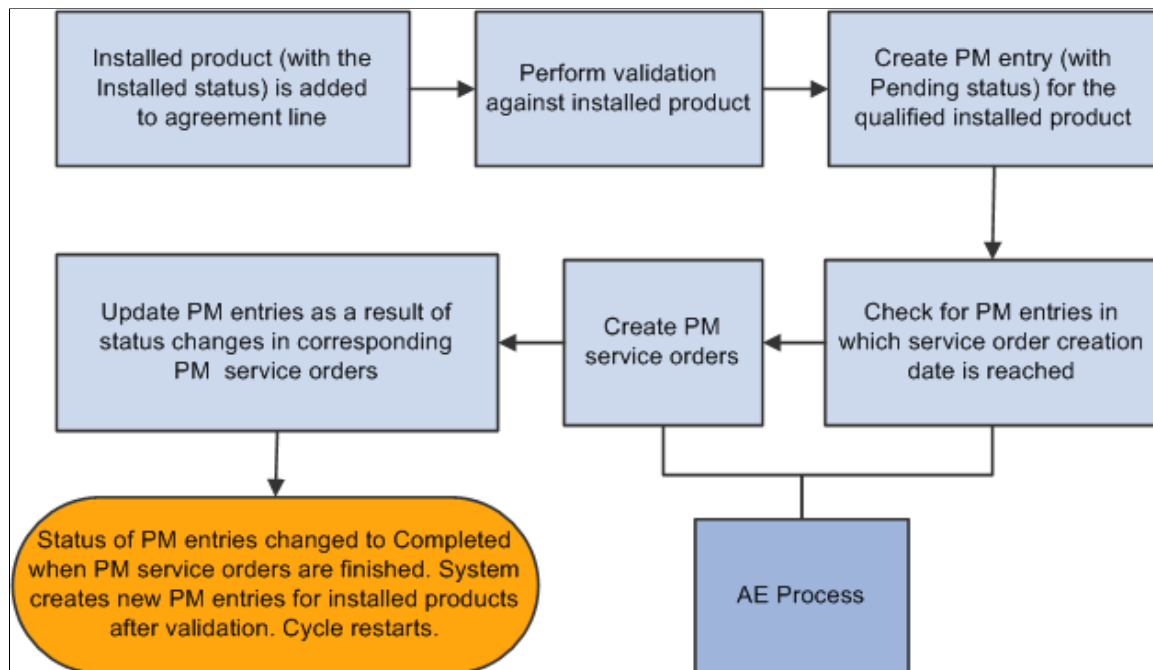 Installed product (with the
Installed status) is added
to agreement line
Perform validation
against installed product
Create PM entry (with
Pending status) for the
qualified installed product
Update PM entries as a result of
status changes in corresponding
PM service orders
Create PM
service orders
Check for PM entries in
which service order creation
date is reached
Status of PM entries changed to Completed
when PM service orders are finished. System
creates new PM entries for installed products
after validation. Cycle restarts.
AE Process